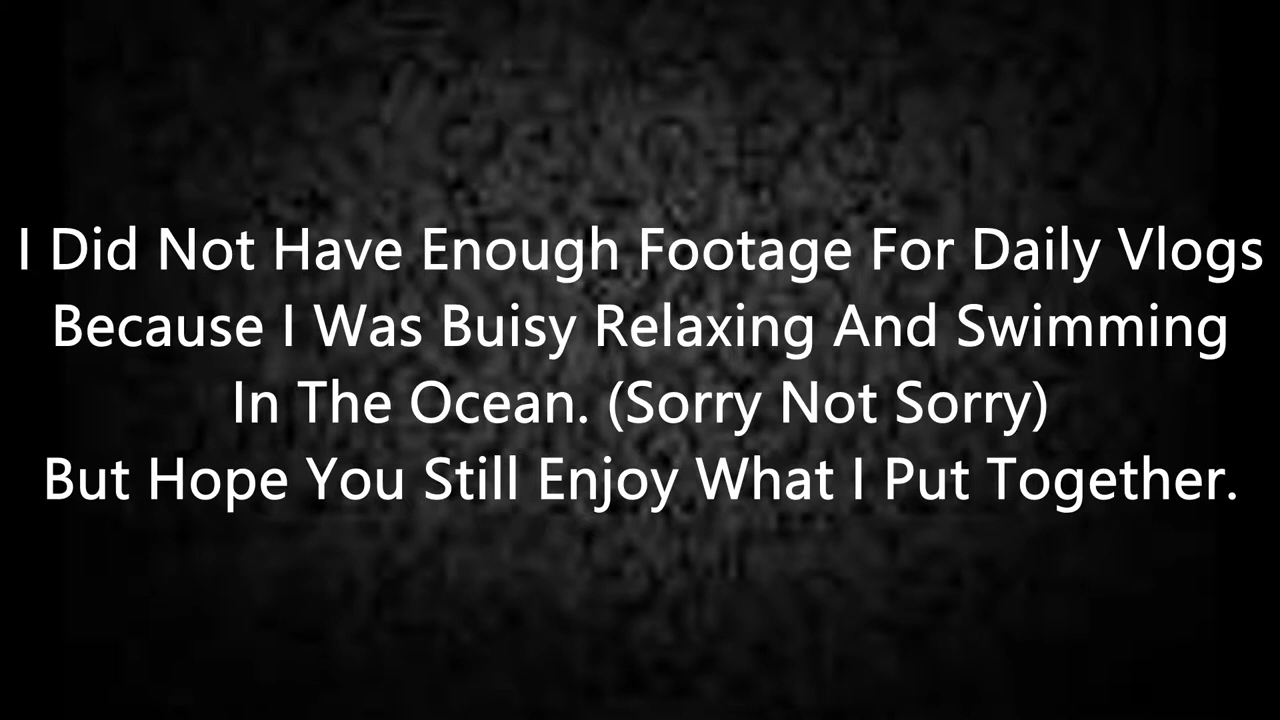 I Did Not Have Enough Footage For Daily Vlogs
Because I Was Buisy Relaxing And Swimming
In The Ocean. (Sorry Not Sorry)
But Hope You Still Enjoy What I Put Together.